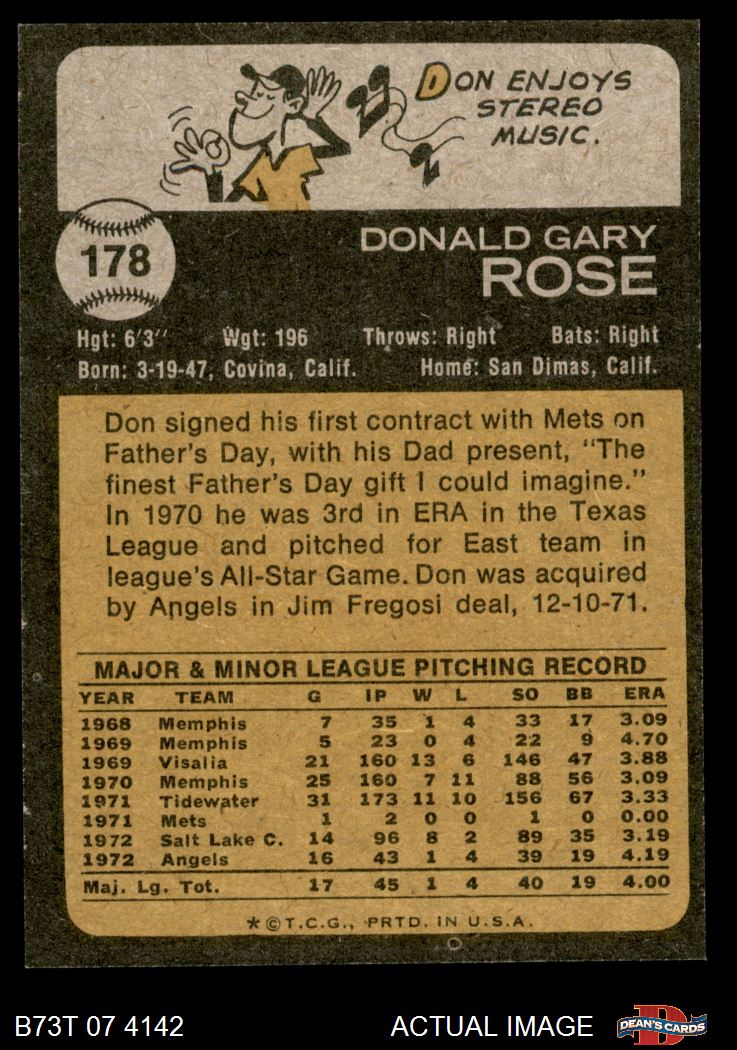 DON ENJOYS
STEREO
MUSIC.
178
DONALD GARY
ROSE
Hgt: 6'3" Wgt: 196 Throws: Right Bats: Right
Born: 3-19-47, Covina, Calif. Home: San Dimas, Calif.
Don signed his first contract with Mets on
Father's Day, with his Dad present, "The
finest Father's Day gift I could imagine."
In 1970 he was 3rd in ERA in the Texas
League and pitched for East team in
league's All-Star Game. Don was acquired
by Angels in Jim Fregosi deal, 12-10-71.
MAJOR & MINOR LEAGUE PITCHING RECORD
YEAR TEAM G IP W L SO BB ERA
1968 Memphis 7 35 1 4 33 17 3.09
1969 Memphis 5 23 0 4 22 9 4.70
1969 Visalia 21 160 13 6 146 47 3.88
1970 Memphis 25 160 7 11 88 56 3.09
1971 Tidewater 31 173 11 10 156 67 3.33
1971 Mets 1 2 0 0 1 0 0.00
1972 Salt Lake C. 14 96 8 2 89 35 3.19
1972 Angels 16 43 1 4 39 19 4.19
Maj. Lg. Tot. 17 45 1 4 40 19 4.00
*©T.C.G., PRTD. IN U.S.A.
B73T 07 4142 ACTUAL IMAGE DEAN'S CARDS